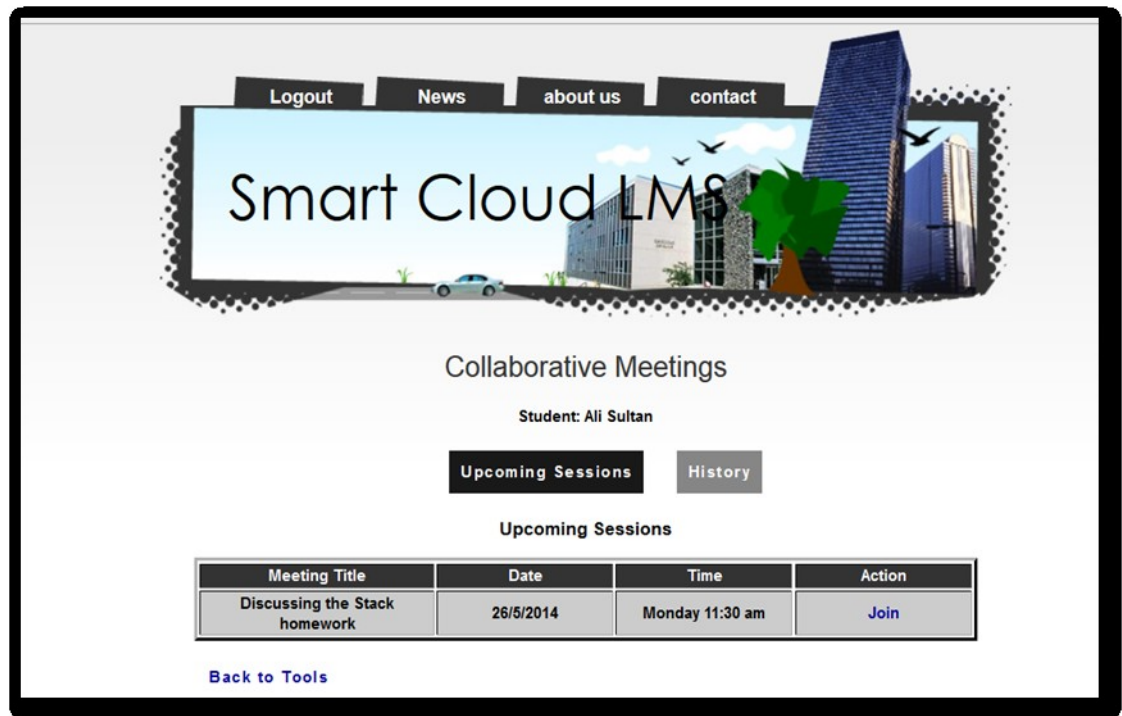 Logout News about us contact
Smart Cloud LMS
Collaborative Meetings
Student: Ali Sultan
Upcoming Sessions History
Upcoming Sessions
Meeting Title Date Time Action
Discussing the Stack
homework 26/5/2014 Monday 11:30 am Join
Back to Tools